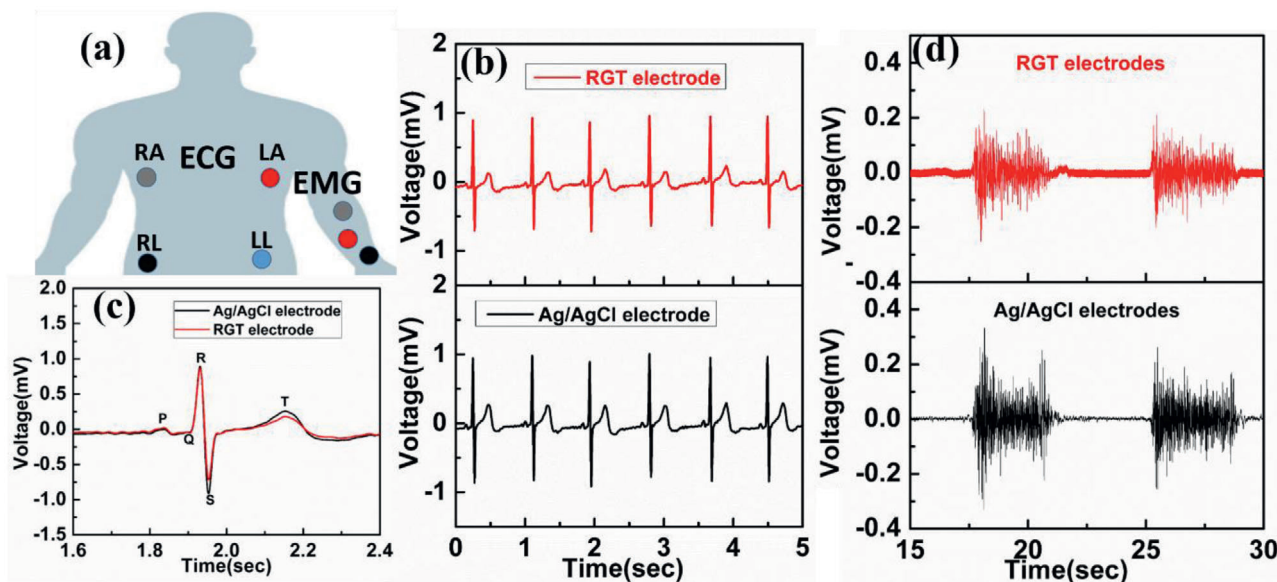 (a)
RA ECG LA
EMG
RL LL
(b)
2
1
0
-1
Voltage(mV)
RGT electrode
2
1
0
-1
Voltage(mV)
Ag/AgCl electrode
0 1 2 3 4 5
Time(sec)
(c)
2.0
1.5
1.0
0.5
0.0
-0.5
-1.0
-1.5
Voltage(mV)
Ag/AgCl electrode
RGT electrode
P
Q
R
S
T
1.6 1.8 2.0 2.2 2.4
Time(sec)
(d)
RGT electrodes
0.4
0.2
0.0
-0.2
-0.4
Voltage(mV)
Ag/AgCl electrodes
0.4
0.2
0.0
-0.2
-0.4
Voltage(mV)
15 20 25 30
Time(sec)